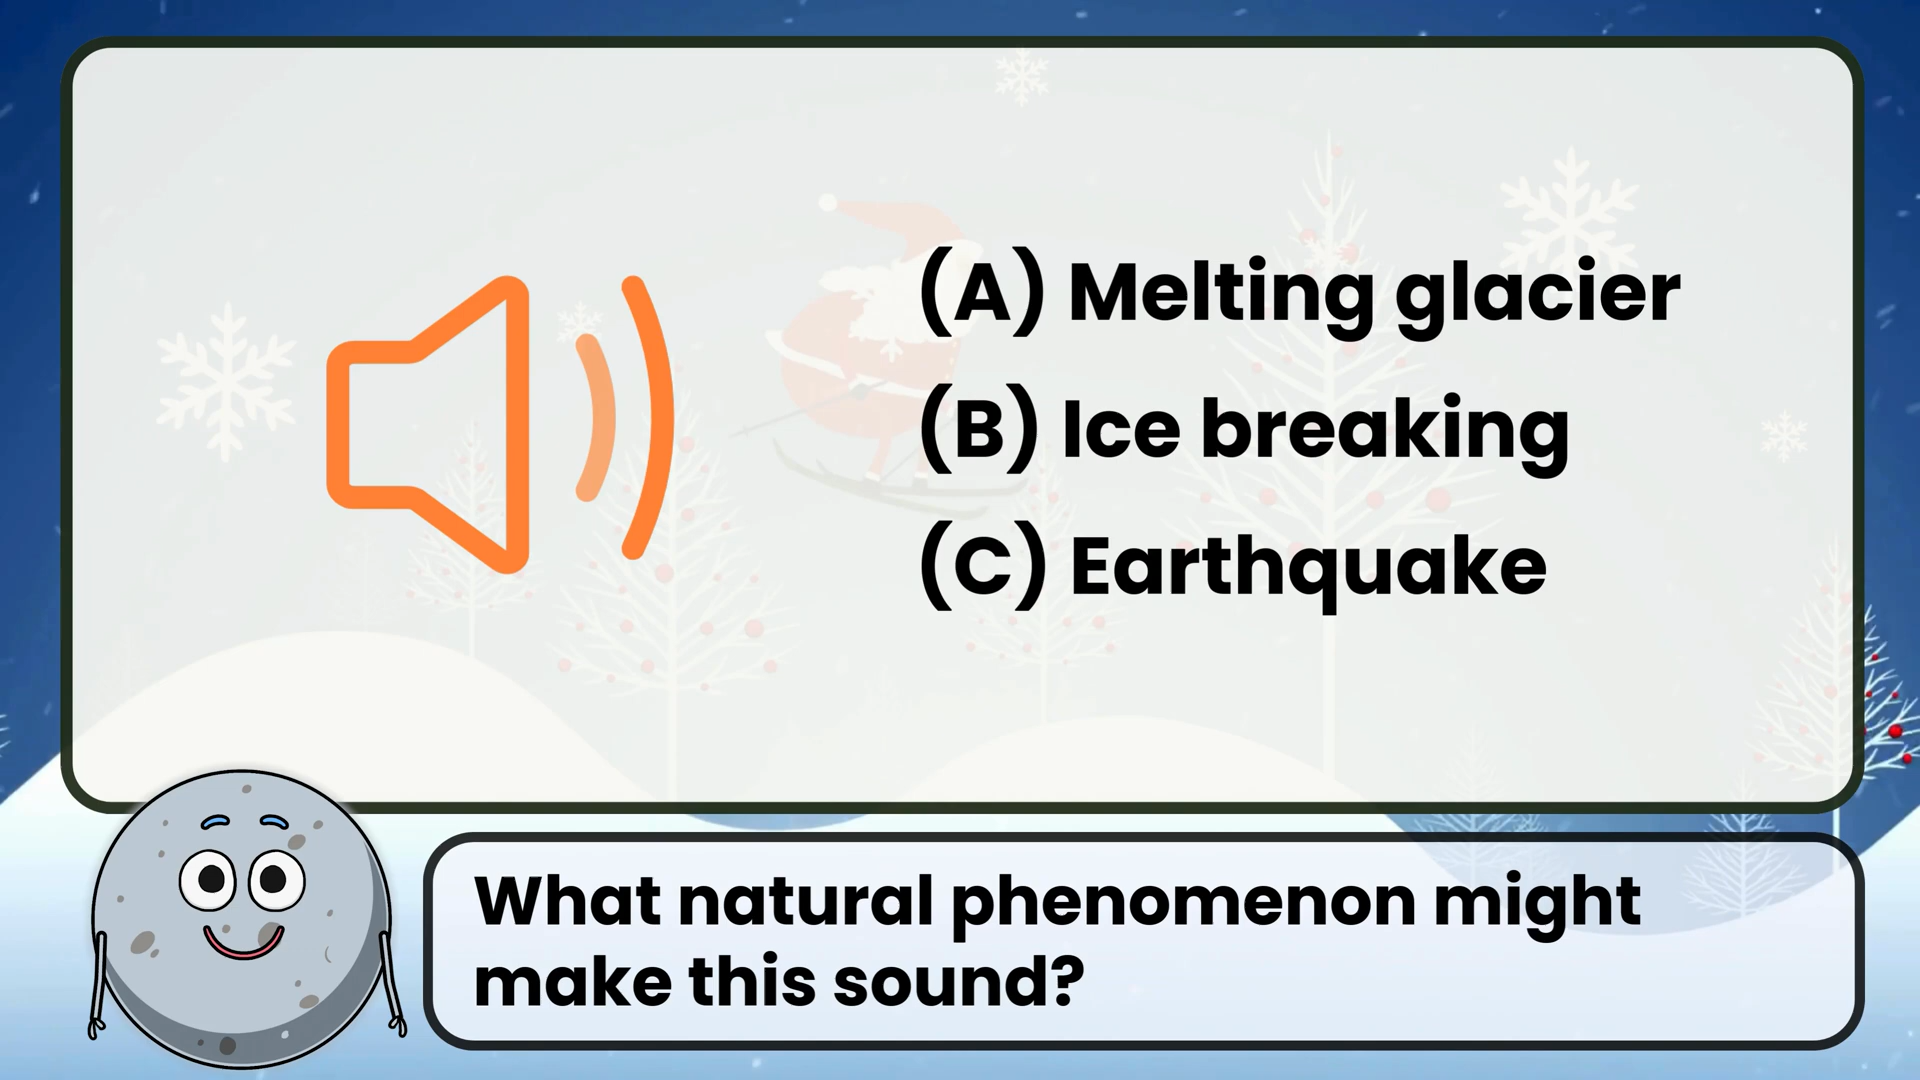 (A) Melting glacier
(B) Ice breaking
(C) Earthquake
What natural phenomenon might
make this sound?